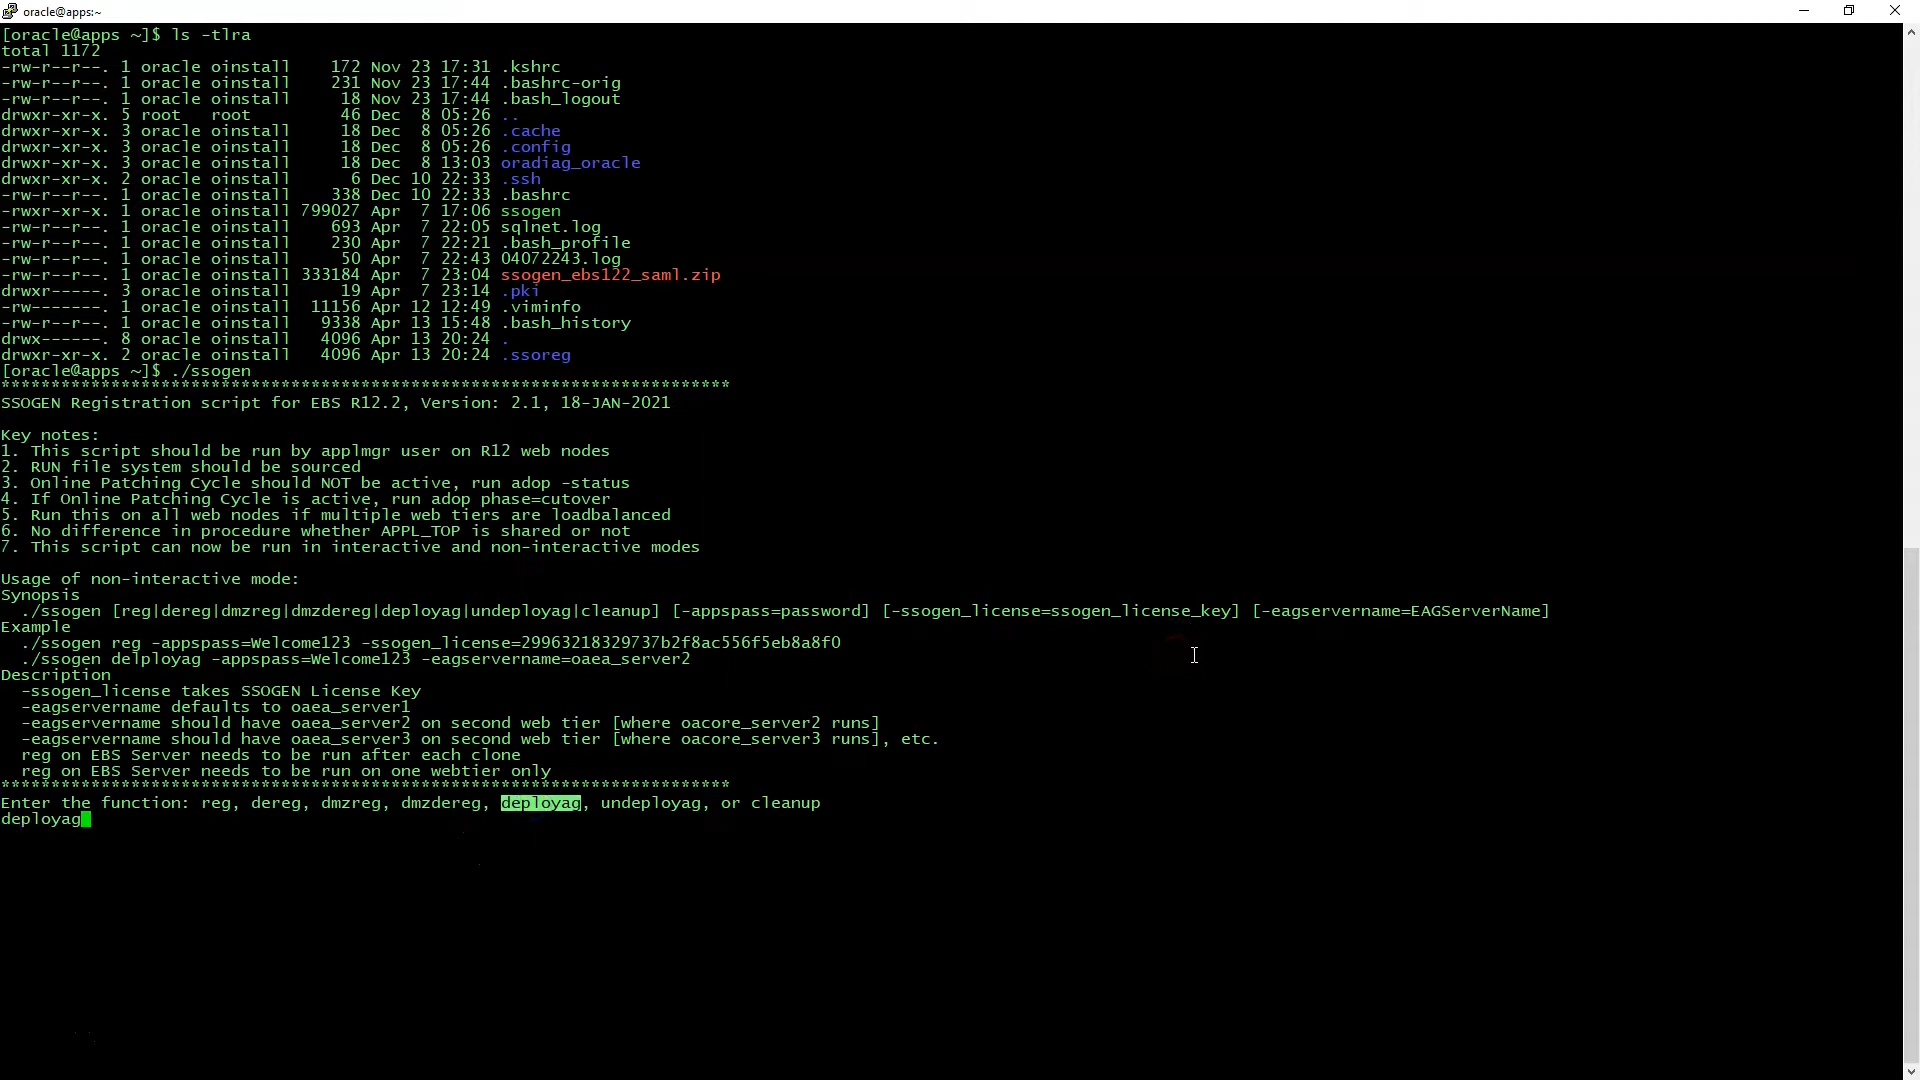 oracle@apps:~
[oracle@apps ~]$ ls -tlra
total 1172
-rw-r--r--. 1 oracle oinstall    172 Nov 23 17:31 .kshrc
-rw-r--r--. 1 oracle oinstall    231 Nov 23 17:44 .bashrc-orig
-rw-r--r--. 1 oracle oinstall     18 Nov 23 17:44 .bash_logout
drwxr-xr-x. 5 root   root         46 Dec  8 05:26 ..
drwxr-xr-x. 3 oracle oinstall     18 Dec  8 05:26 .cache
drwxr-xr-x. 3 oracle oinstall     18 Dec  8 05:26 .config
drwxr-xr-x. 3 oracle oinstall     18 Dec  8 13:03 oradiag_oracle
drwxr-xr-x. 2 oracle oinstall      6 Dec 10 22:33 .ssh
-rw-r--r--. 1 oracle oinstall    338 Dec 10 22:33 .bashrc
-rwxr-xr-x. 1 oracle oinstall 799027 Apr  7 17:06 ssogen
-rw-r--r--. 1 oracle oinstall    693 Apr  7 22:05 sqlnet.log
-rw-r--r--. 1 oracle oinstall    230 Apr  7 22:21 .bash_profile
-rw-r--r--. 1 oracle oinstall     50 Apr  7 22:43 04072243.log
-rw-r--r--. 1 oracle oinstall 333184 Apr  7 23:04 ssogen_ebs122_saml.zip
drwxr-----. 3 oracle oinstall     19 Apr  7 23:14 .pki
-rw-------. 1 oracle oinstall  11156 Apr 12 12:49 .viminfo
-rw-r--r--. 1 oracle oinstall   9338 Apr 13 15:48 .bash_history
drwx------. 8 oracle oinstall   4096 Apr 13 20:24 .
drwxr-xr-x. 2 oracle oinstall   4096 Apr 13 20:24 .ssoreg
[oracle@apps ~]$ ./ssogen
*************************************************************************
SSOGEN Registration script for EBS R12.2, Version: 2.1, 18-JAN-2021
Key notes:
1. This script should be run by applmgr user on R12 web nodes
2. RUN file system should be sourced
3. Online Patching Cycle should NOT be active, run adop -status
4. If Online Patching Cycle is active, run adop phase=cutover
5. Run this on all web nodes if multiple web tiers are loadbalanced
6. No difference in procedure whether APPL_TOP is shared or not
7. This script can now be run in interactive and non-interactive modes
Usage of non-interactive mode:
Synopsis
  ./ssogen [reg|dereg|dmzreg|dmzdereg|deployag|undeployag|cleanup] [-appspass=password] [-ssogen_license=ssogen_license_key] [-eagservername=EAGServerName]
Example
  ./ssogen reg -appspass=Welcome123 -ssogen_license=29963218329737b2f8ac556f5eb8a8f0
  ./ssogen delployag -appspass=Welcome123 -eagservername=oaea_server2
Description
  -ssogen_license takes SSOGEN License Key
  -eagservername defaults to oaea_server1
  -eagservername should have oaea_server2 on second web tier [where oacore_server2 runs]
  -eagservername should have oaea_server3 on second web tier [where oacore_server3 runs], etc.
  reg on EBS Server needs to be run after each clone
  reg on EBS Server needs to be run on one webtier only
*************************************************************************
Enter the function: reg, dereg, dmzreg, dmzdereg, deployag, undeployag, or cleanup
deployag